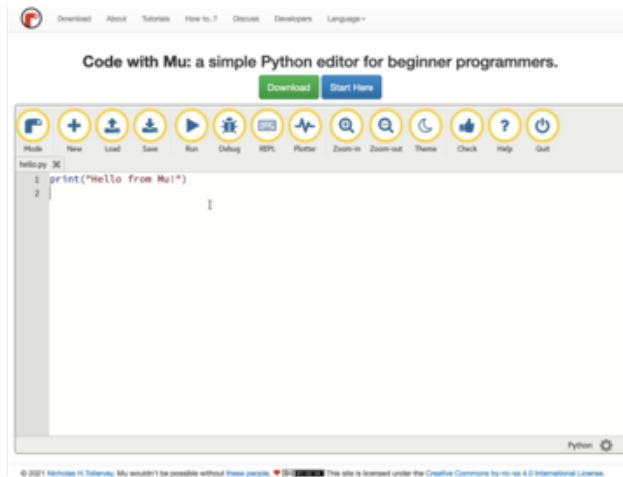 Download About Tutorials How to..? Discuss Developers Language
Code with Mu: a simple Python editor for beginner programmers.
Download Start Here
Mode New Load Save Run Debug REPL Plotter Zoom-in Zoom-out Theme Check Help Quit
hello.py
1 print("Hello from Mu!")
2
Python
© 2021 Nicholas H.Tollervey. Mu wouldn't be possible without these people. This site is licensed under the Creative Commons by-nc-sa 4.0 International License.